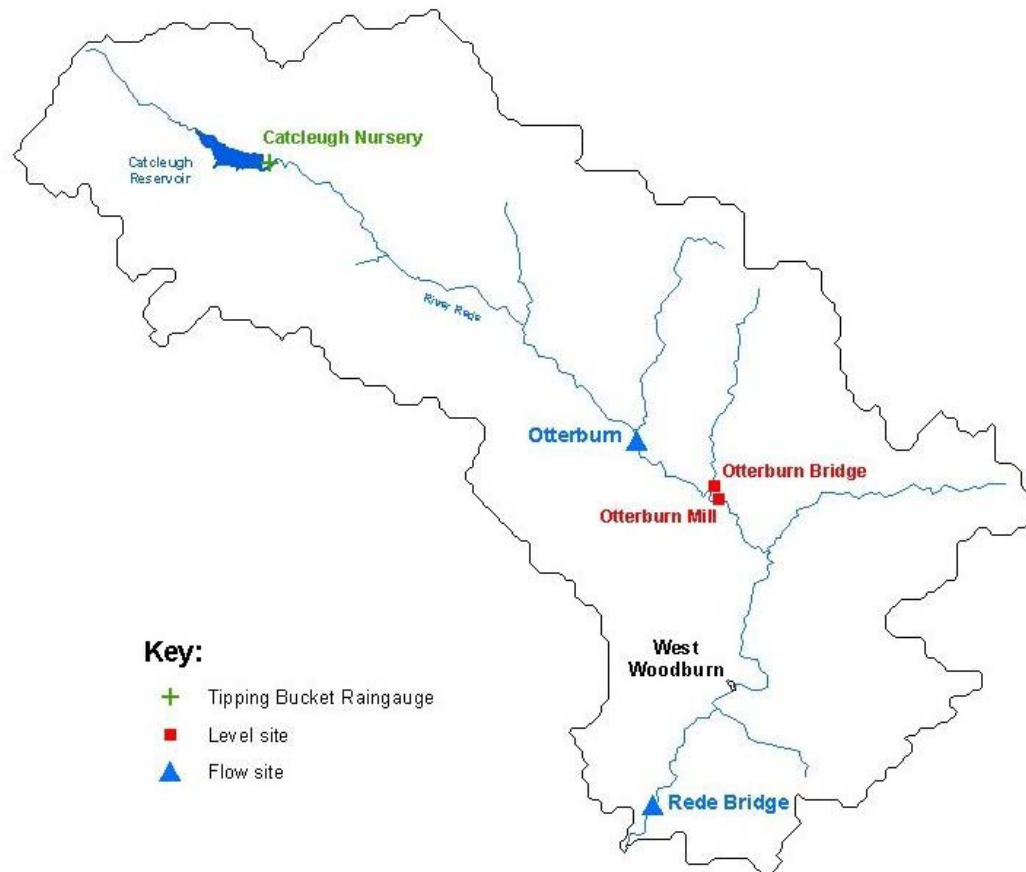 Catcleugh Nursery
Catcleugh
Reservoir
River Rede
Otterburn
Otterburn Bridge
Otterburn Mill
West
Woodburn
Key:
Tipping Bucket Raingauge
Level site
Flow site
Rede Bridge